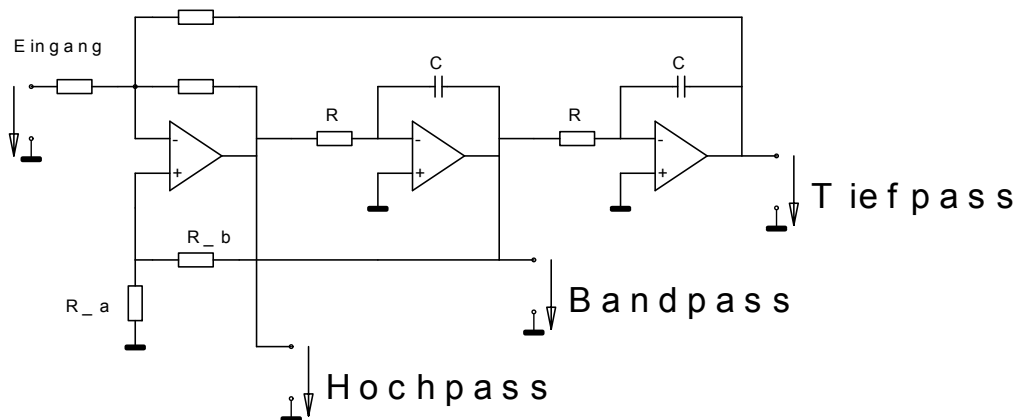 Eingang
C
C
R
R
-
+
-
+
-
+
Tiefpass
R_b
R_a
Bandpass
Hochpass